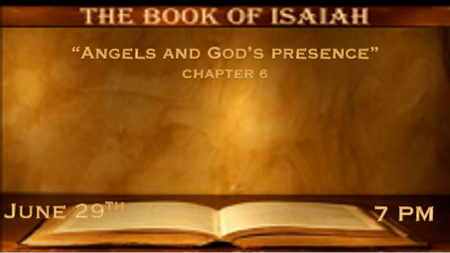 THE BOOK OF ISAIAH
“ANGELS AND GOD’S PRESENCE”
CHAPTER 6
JUNE 29TH
7 PM